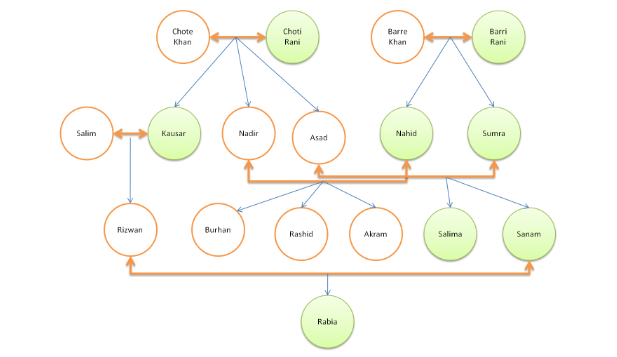 Chote
Khan
Choti
Rani
Barre
Khan
Barri
Rani
Salim
Kausar
Nadir
Asad
Nahid
Sumra
Rizwan
Burhan
Rashid
Akram
Salima
Sanam
Rabia